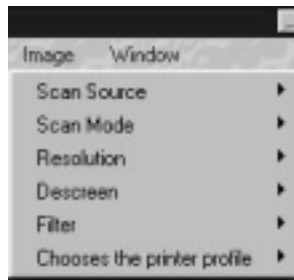 Image Window
Scan Source
Scan Mode
Resolution
Descreen
Filter
Chooses the printer profile